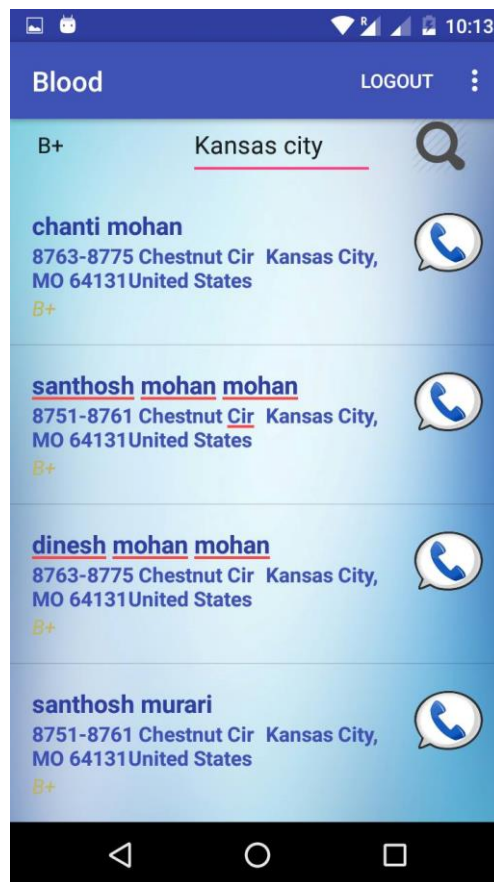 R 10:13
Blood LOGOUT
B+ Kansas city
chanti mohan
8763-8775 Chestnut Cir  Kansas City,
MO 64131United States
B+
santhosh mohan mohan
8751-8761 Chestnut Cir  Kansas City,
MO 64131United States
B+
dinesh mohan mohan
8763-8775 Chestnut Cir  Kansas City,
MO 64131United States
B+
santhosh murari
8751-8761 Chestnut Cir  Kansas City,
MO 64131United States
B+